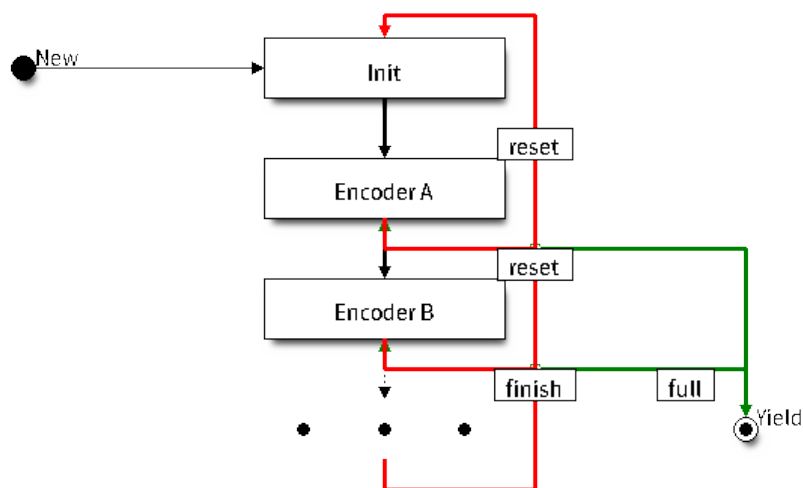 New
Init
reset
Encoder A
reset
Encoder B
finish
full
Yield